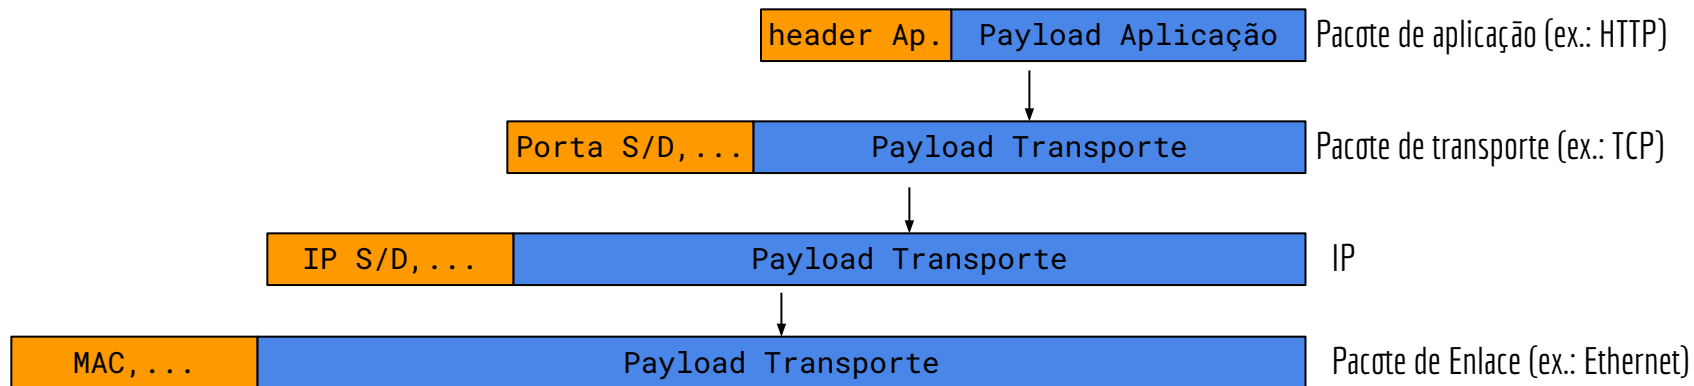 header Ap. Payload Aplicação Pacote de aplicação (ex.: HTTP)
Porta S/D,... Payload Transporte Pacote de transporte (ex.: TCP)
IP S/D,... Payload Transporte IP
MAC,... Payload Transporte Pacote de Enlace (ex.: Ethernet)